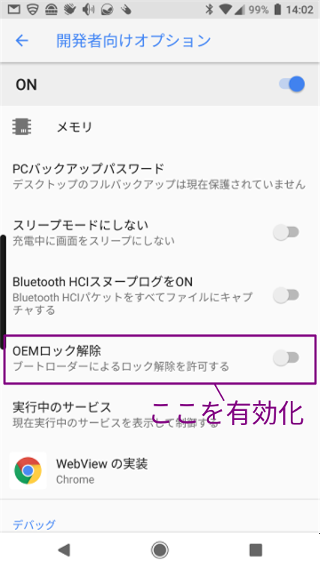 99% 14:02
開発者向けオプション
ON
メモリ
PCバックアップパスワード
デスクトップのフルバックアップは現在保護されていません
スリープモードにしない
充電中に画面をスリープにしない
Bluetooth HCIスヌープログをON
Bluetooth HCIパケットをすべてファイルにキャプ
チャする
OEMロック解除
ブートローダーによるロック解除を許可する
ここを有効化
実行中のサービス
現在実行中のサービスを表示して制御する
WebView の実装
Chrome
デバッグ